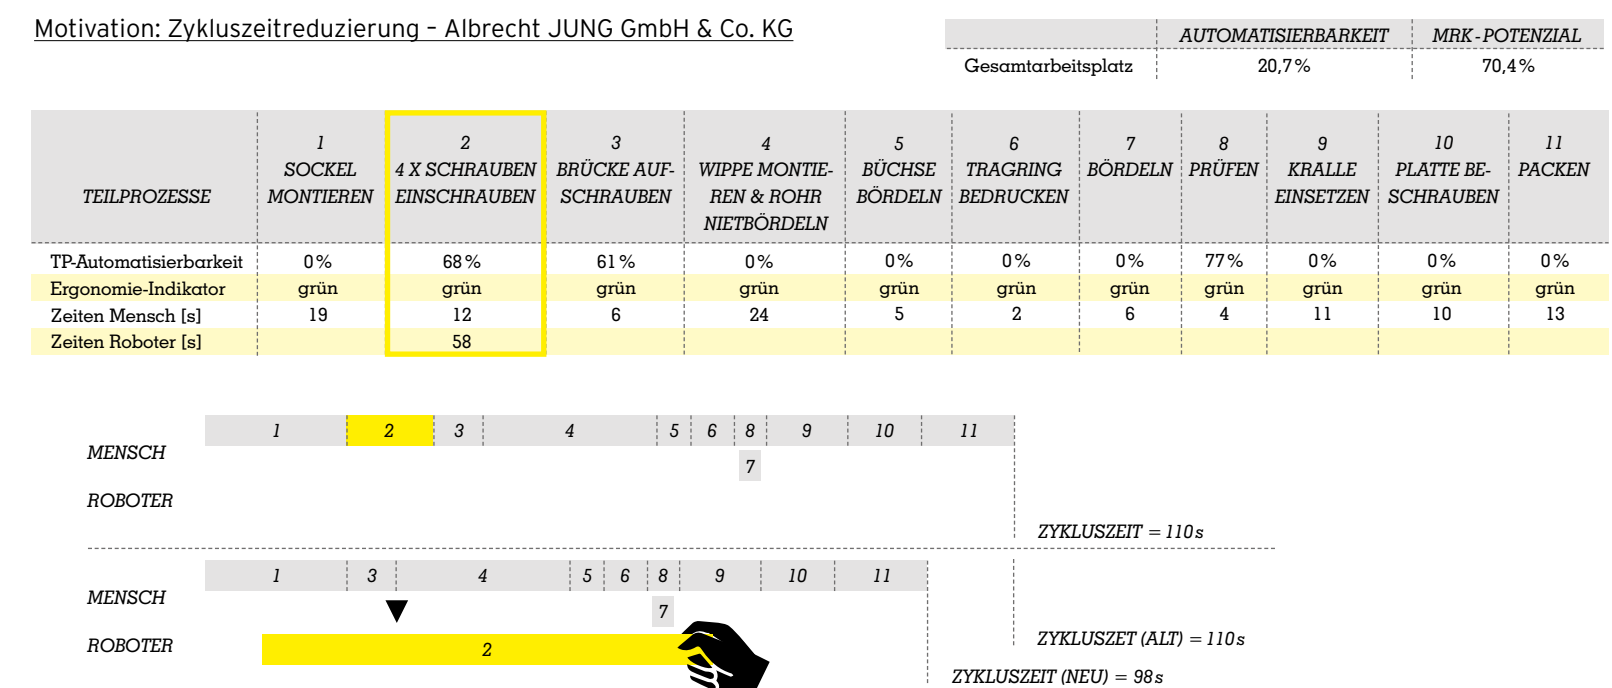 Motivation: Zykluszeitreduzierung – Albrecht JUNG GmbH & Co. KG
AUTOMATISIERBARKEIT MRK-POTENZIAL
Gesamtarbeitsplatz 20,7% 70,4%
1 2 3 4 5 6 7 8 9 10 11
SOCKEL 4 X SCHRAUBEN BRÜCKE AUF- WIPPE MONTIE- BÜCHSE TRAGRING BÖRDELN PRÜFEN KRALLE PLATTE BE- PACKEN
TEILPROZESSE MONTIEREN EINSCHRAUBEN SCHRAUBEN REN & ROHR BÖRDELN BEDRUCKEN EINSETZEN SCHRAUBEN
NIETBÖRDELN
TP-Automatisierbarkeit 0% 68% 61% 0% 0% 0% 0% 77% 0% 0% 0%
Ergonomie-Indikator grün grün grün grün grün grün grün grün grün grün grün
Zeiten Mensch [s] 19 12 6 24 5 2 6 4 11 10 13
Zeiten Roboter [s] 58
1 2 3 4 5 6 8 9 10 11
MENSCH
7
ROBOTER
ZYKLUSZEIT = 110s
1 3 4 5 6 8 9 10 11
MENSCH
7
ROBOTER
2
ZYKLUSZET (ALT) = 110s
ZYKLUSZEIT (NEU) = 98s